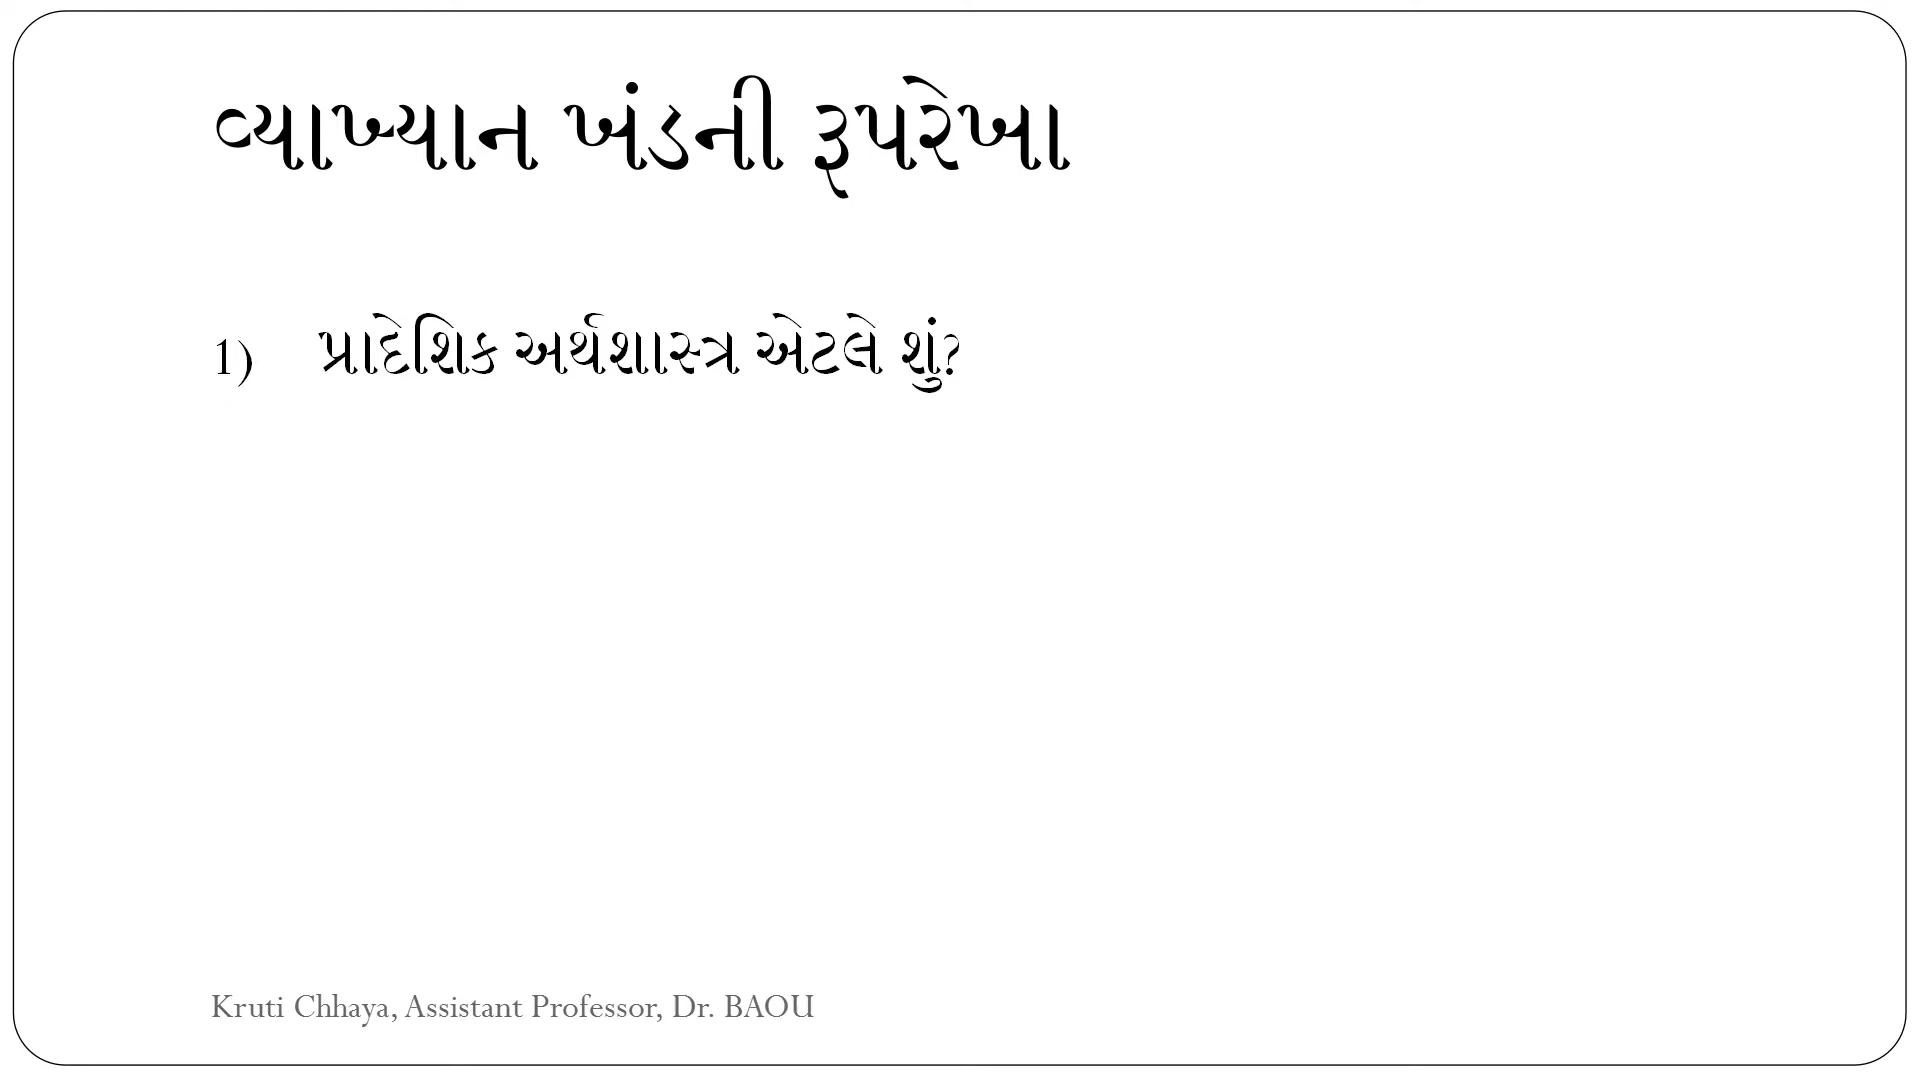 વ્યાખ્યાન ખંડની રૂપરેખા
1) પ્રાદેશિક અર્થશાસ્ત્ર એટલે શું?
Kruti Chhaya, Assistant Professor, Dr. BAOU